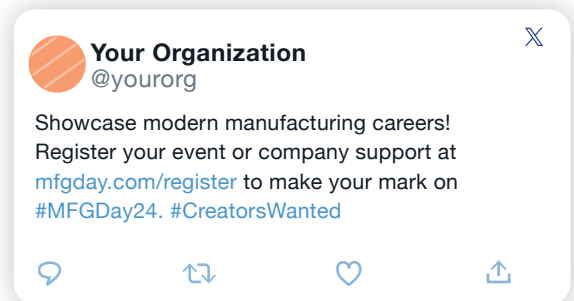 Your Organization
@yourorg
Showcase modern manufacturing careers!
Register your event or company support at
mfgday.com/register to make your mark on
#MFGDay24. #CreatorsWanted